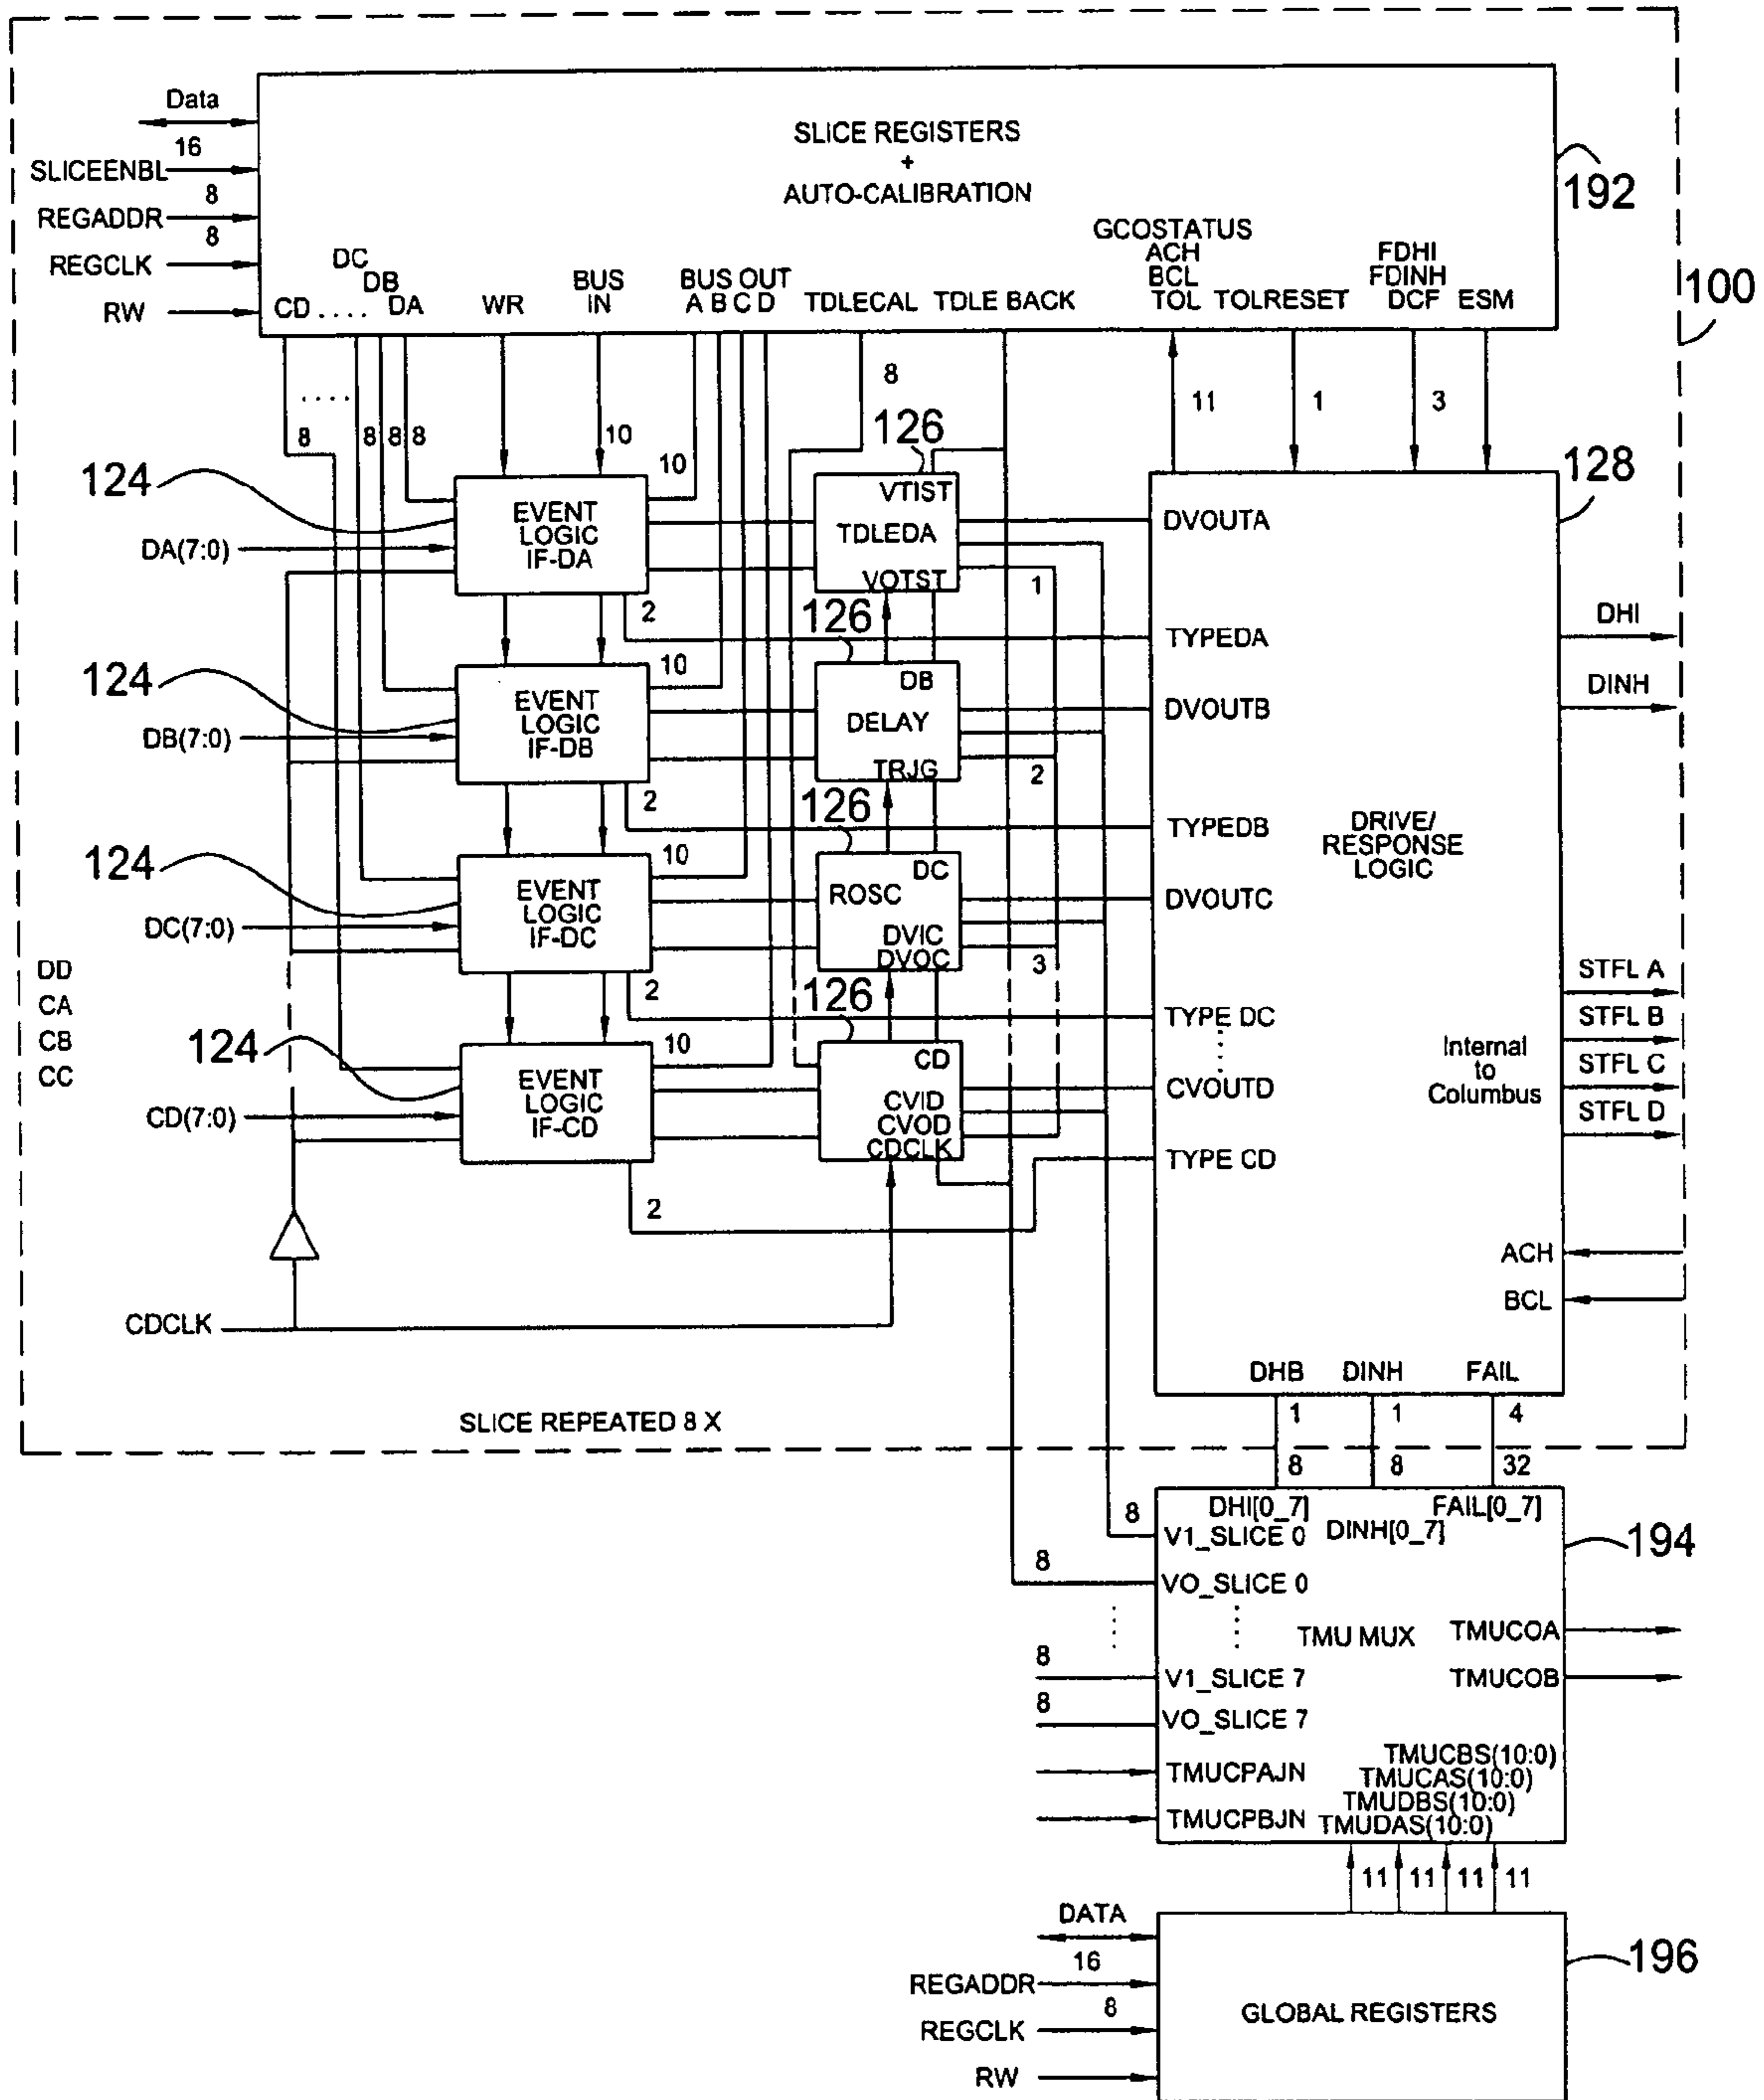 Data
16
SLICEENBL
8
REGADDR
8
REGCLK
RW
SLICE REGISTERS
+
AUTO-CALIBRATION
192
100
CD . . . .
DC
DB
DA
WR
BUS
IN
BUS OUT
A B C D
TDLECAL
TDLE BACK
GCOSTATUS
ACH
BCL
TOL
TOLRESET
FDHI
FDINH
DCF
ESM
. . . . .
8
8
8
8
10
10
8
11
1
3
124
DA(7:0)
EVENT
LOGIC
IF-DA
2
126
VTIST
TDLEDA
VOTST
1
128
DVOUTA
TYPEDA
DHI
DINH
124
DB(7:0)
EVENT
LOGIC
IF-DB
10
2
126
DB
DELAY
TRJG
2
DVOUTB
TYPEDB
DRIVE/
RESPONSE
LOGIC
124
DC(7:0)
EVENT
LOGIC
IF-DC
10
2
126
DC
ROSC
DVIC
DVOC
3
DVOUTC
TYPE DC
DD
CA
CB
CC
124
CD(7:0)
EVENT
LOGIC
IF-CD
10
2
126
CD
CVID
CVOD
CDCLK
CVOUTD
TYPE CD
Internal
to
Columbus
STFL A
STFL B
STFL C
STFL D
ACH
BCL
CDCLK
SLICE REPEATED 8 X
DHB
DINH
FAIL
1
1
4
8
8
32
DHI[0_7]
DINH[0_7]
FAIL[0_7]
194
8
V1_SLICE 0
8
VO_SLICE 0
TMU MUX
TMUCOA
TMUCOB
8
V1_SLICE 7
8
VO_SLICE 7
TMUCPAJN
TMUCPBJN
TMUCBS(10:0)
TMUCAS(10:0)
TMUDBS(10:0)
TMUDAS(10:0)
11
11
11
11
DATA
16
REGADDR
8
REGCLK
RW
GLOBAL REGISTERS
196